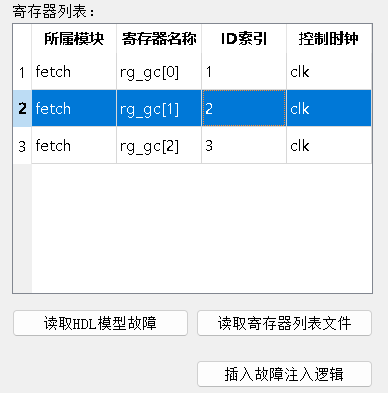 寄存器列表：
所属模块 寄存器名称 ID索引 控制时钟
1 fetch rg_gc[0] 1 clk
2 fetch rg_gc[1] 2 clk
3 fetch rg_gc[2] 3 clk
读取HDL模型故障 读取寄存器列表文件
插入故障注入逻辑